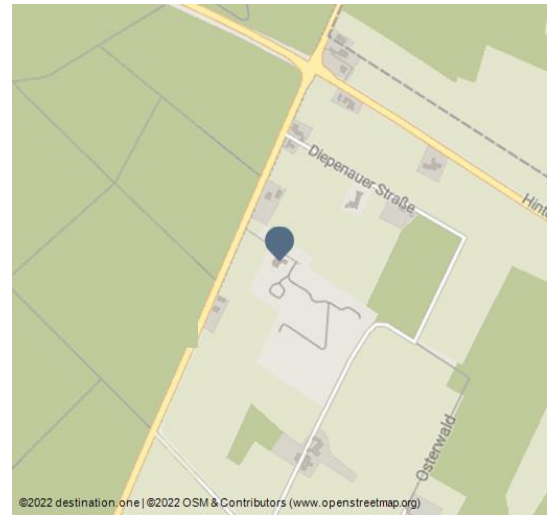 Diepenauer Straße
Hint
Osterwald
©2022 destination.one | ©2022 OSM & Contributors (www.openstreetmap.org)